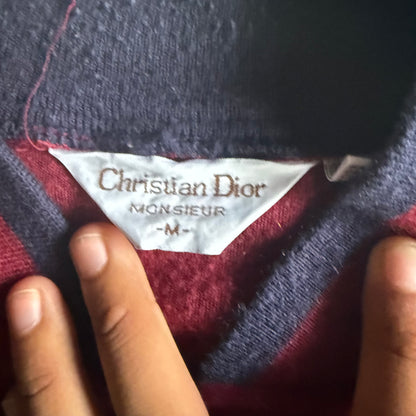 Christian Dior
MONSIEUR
-M-